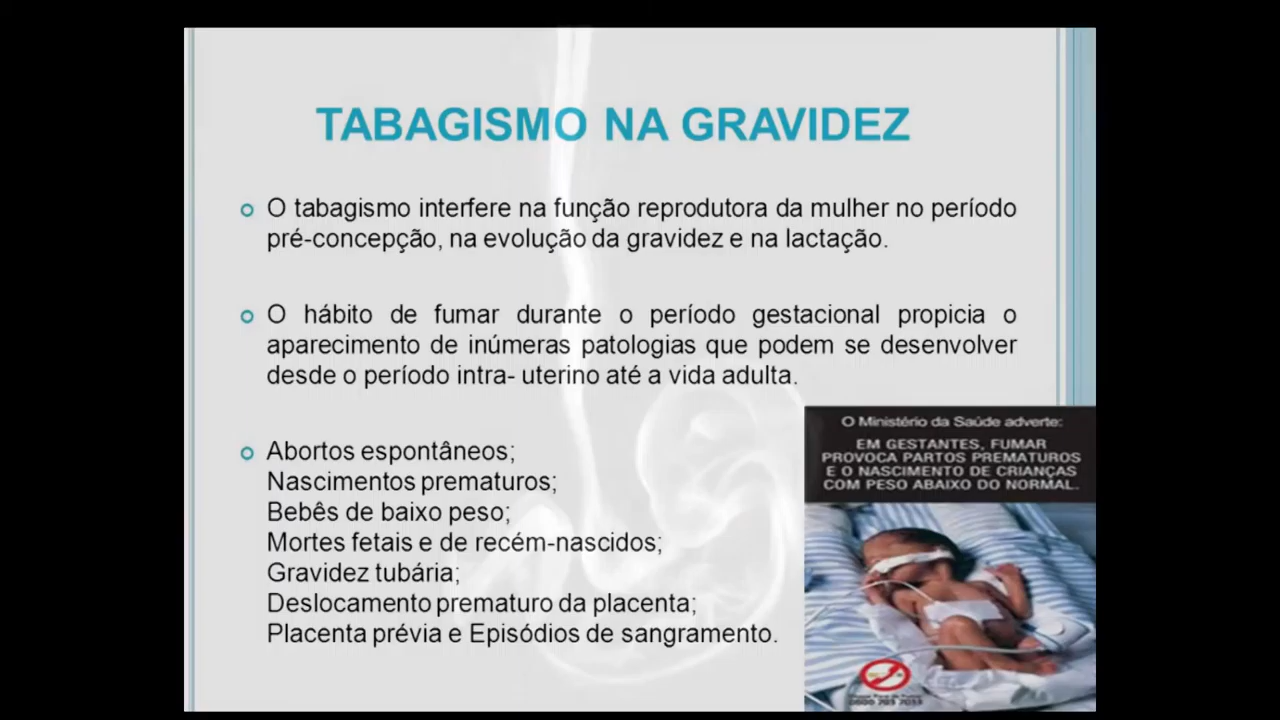 TABAGISMO NA GRAVIDEZ
O tabagismo interfere na função reprodutora da mulher no período
pré-concepção, na evolução da gravidez e na lactação.
O hábito de fumar durante o período gestacional propicia o
aparecimento de inúmeras patologias que podem se desenvolver
desde o período intra- uterino até a vida adulta.
Abortos espontâneos;
Nascimentos prematuros;
Bebês de baixo peso;
Mortes fetais e de recém-nascidos;
Gravidez tubária;
Deslocamento prematuro da placenta;
Placenta prévia e Episódios de sangramento.
O Ministério da Saúde adverte:
EM GESTANTES, FUMAR
PROVOCA PARTOS PREMATUROS
E O NASCIMENTO DE CRIANÇAS
COM PESO ABAIXO DO NORMAL.